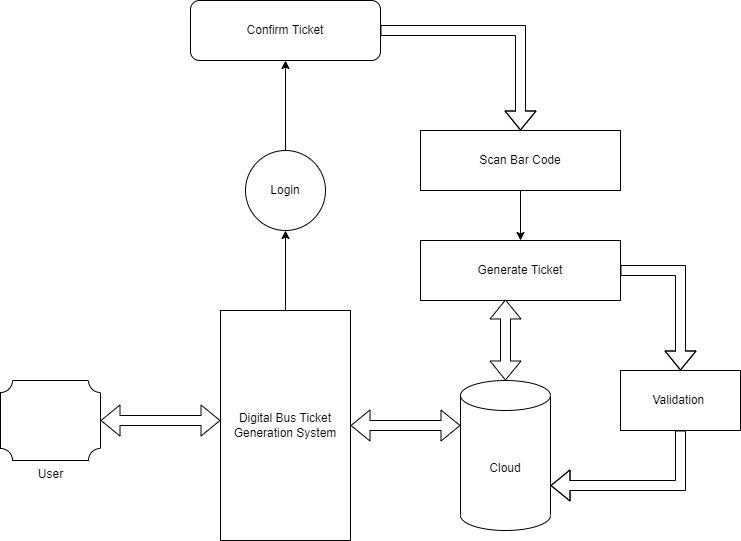 Confirm Ticket
Scan Bar Code
Login
Generate Ticket
Validation
Digital Bus Ticket
Generation System
Cloud
User